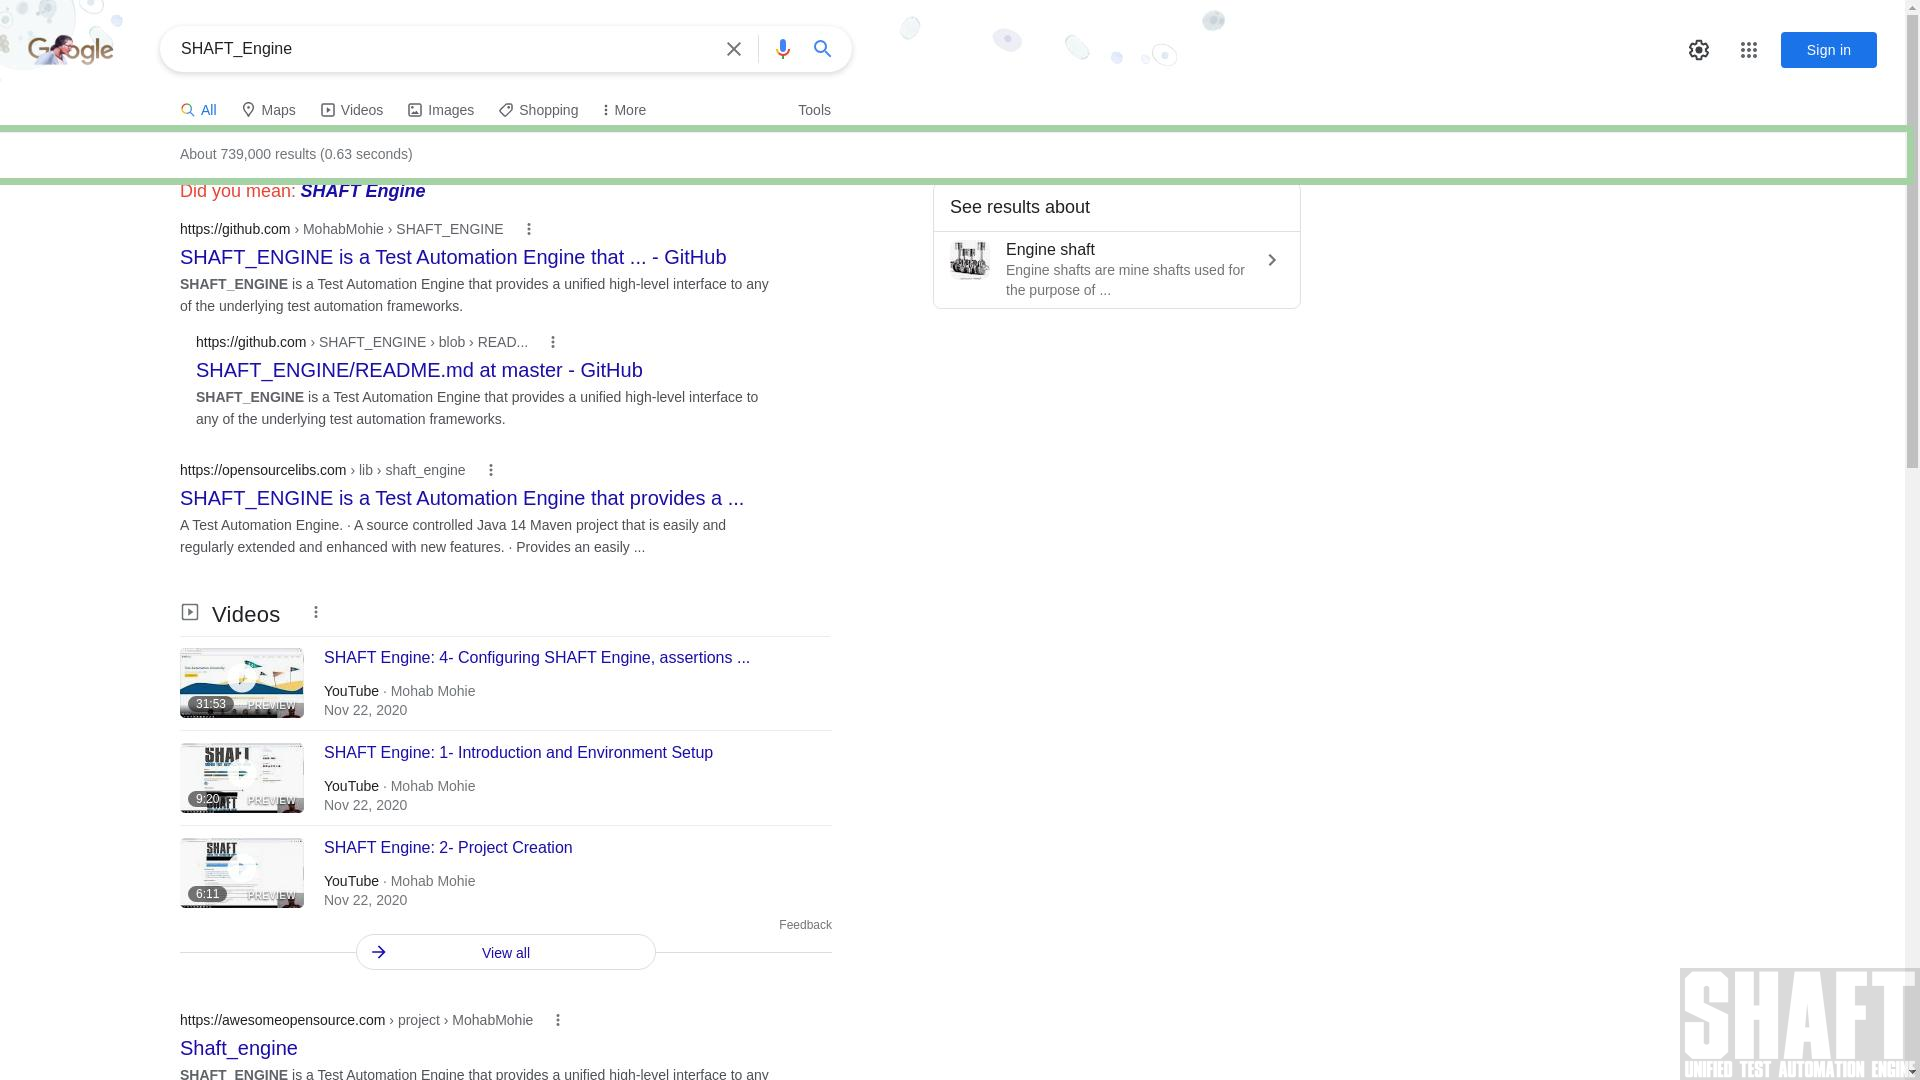 Google
SHAFT_Engine
Sign in
All
Maps
Videos
Images
Shopping
More
Tools
About 739,000 results (0.63 seconds)
Did you mean: SHAFT Engine
https://github.com › MohabMohie › SHAFT_ENGINE
SHAFT_ENGINE is a Test Automation Engine that ... - GitHub
SHAFT_ENGINE is a Test Automation Engine that provides a unified high-level interface to any
of the underlying test automation frameworks.
https://github.com › SHAFT_ENGINE › blob › READ...
SHAFT_ENGINE/README.md at master - GitHub
SHAFT_ENGINE is a Test Automation Engine that provides a unified high-level interface to
any of the underlying test automation frameworks.
https://opensourcelibs.com › lib › shaft_engine
SHAFT_ENGINE is a Test Automation Engine that provides a ...
A Test Automation Engine. · A source controlled Java 14 Maven project that is easily and
regularly extended and enhanced with new features. · Provides an easily ...
Videos
SHAFT Engine: 4- Configuring SHAFT Engine, assertions ...
YouTube · Mohab Mohie
Nov 22, 2020
31:53
PREVIEW
SHAFT Engine: 1- Introduction and Environment Setup
YouTube · Mohab Mohie
Nov 22, 2020
SHAFT
9:20
PREVIEW
SHAFT
SHAFT Engine: 2- Project Creation
YouTube · Mohab Mohie
Nov 22, 2020
SHAFT
6:11
PREVIEW
Feedback
View all
https://awesomeopensource.com › project › MohabMohie
Shaft_engine
SHAFT_ENGINE is a Test Automation Engine that provides a unified high-level interface to any
See results about
Engine shaft
Engine shafts are mine shafts used for
the purpose of ...
SHAFT
UNIFIED TEST AUTOMATION ENGINE